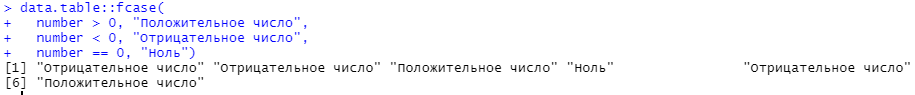 > data.table::fcase(
+   number > 0, "Положительное число",
+   number < 0, "Отрицательное число",
+   number == 0, "Ноль")
[1] "Отрицательное число" "Отрицательное число" "Положительное число" "Ноль"                "Отрицательное число"
[6] "Положительное число"